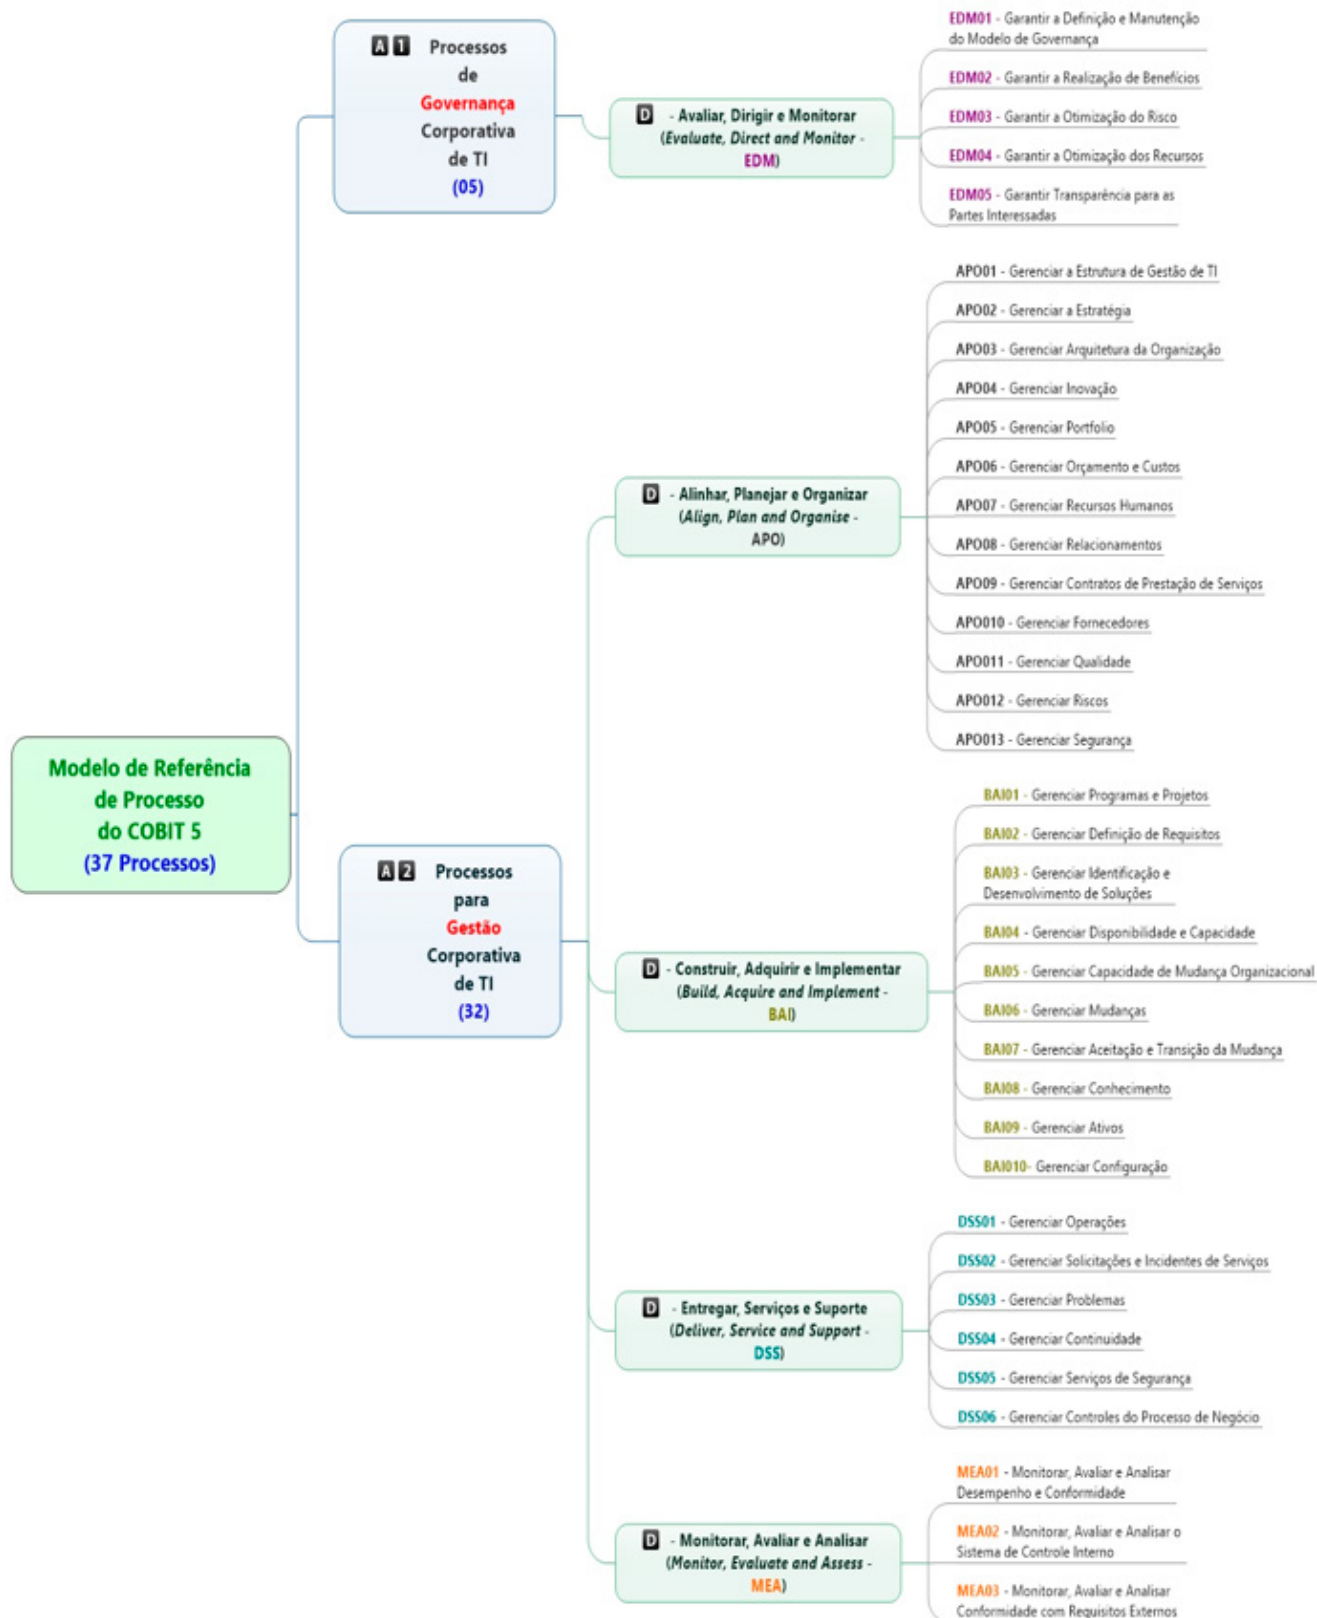 Modelo de Referência
de Processo
do COBIT 5
(37 Processos)
A 1 Processos
de
Governança
Corporativa
de TI
(05)
D - Avaliar, Dirigir e Monitorar
(Evaluate, Direct and Monitor -
EDM)
EDM01 - Garantir a Definição e Manutenção
do Modelo de Governança
EDM02 - Garantir a Realização de Benefícios
EDM03 - Garantir a Otimização do Risco
EDM04 - Garantir a Otimização dos Recursos
EDM05 - Garantir Transparência para as
Partes Interessadas
A 2 Processos
para
Gestão
Corporativa
de TI
(32)
D - Alinhar, Planejar e Organizar
(Align, Plan and Organise -
APO)
APO01 - Gerenciar a Estrutura de Gestão de TI
APO02 - Gerenciar a Estratégia
APO03 - Gerenciar Arquitetura da Organização
APO04 - Gerenciar Inovação
APO05 - Gerenciar Portfolio
APO06 - Gerenciar Orçamento e Custos
APO07 - Gerenciar Recursos Humanos
APO08 - Gerenciar Relacionamentos
APO09 - Gerenciar Contratos de Prestação de Serviços
APO010 - Gerenciar Fornecedores
APO011 - Gerenciar Qualidade
APO012 - Gerenciar Riscos
APO013 - Gerenciar Segurança
D - Construir, Adquirir e Implementar
(Build, Acquire and Implement -
BAI)
BAI01 - Gerenciar Programas e Projetos
BAI02 - Gerenciar Definição de Requisitos
BAI03 - Gerenciar Identificação e
Desenvolvimento de Soluções
BAI04 - Gerenciar Disponibilidade e Capacidade
BAI05 - Gerenciar Capacidade de Mudança Organizacional
BAI06 - Gerenciar Mudanças
BAI07 - Gerenciar Aceitação e Transição da Mudança
BAI08 - Gerenciar Conhecimento
BAI09 - Gerenciar Ativos
BAI010- Gerenciar Configuração
D - Entregar, Serviços e Suporte
(Deliver, Service and Support -
DSS)
DSS01 - Gerenciar Operações
DSS02 - Gerenciar Solicitações e Incidentes de Serviços
DSS03 - Gerenciar Problemas
DSS04 - Gerenciar Continuidade
DSS05 - Gerenciar Serviços de Segurança
DSS06 - Gerenciar Controles do Processo de Negócio
D - Monitorar, Avaliar e Analisar
(Monitor, Evaluate and Assess -
MEA)
MEA01 - Monitorar, Avaliar e Analisar
Desempenho e Conformidade
MEA02 - Monitorar, Avaliar e Analisar o
Sistema de Controle Interno
MEA03 - Monitorar, Avaliar e Analisar
Conformidade com Requisitos Externos